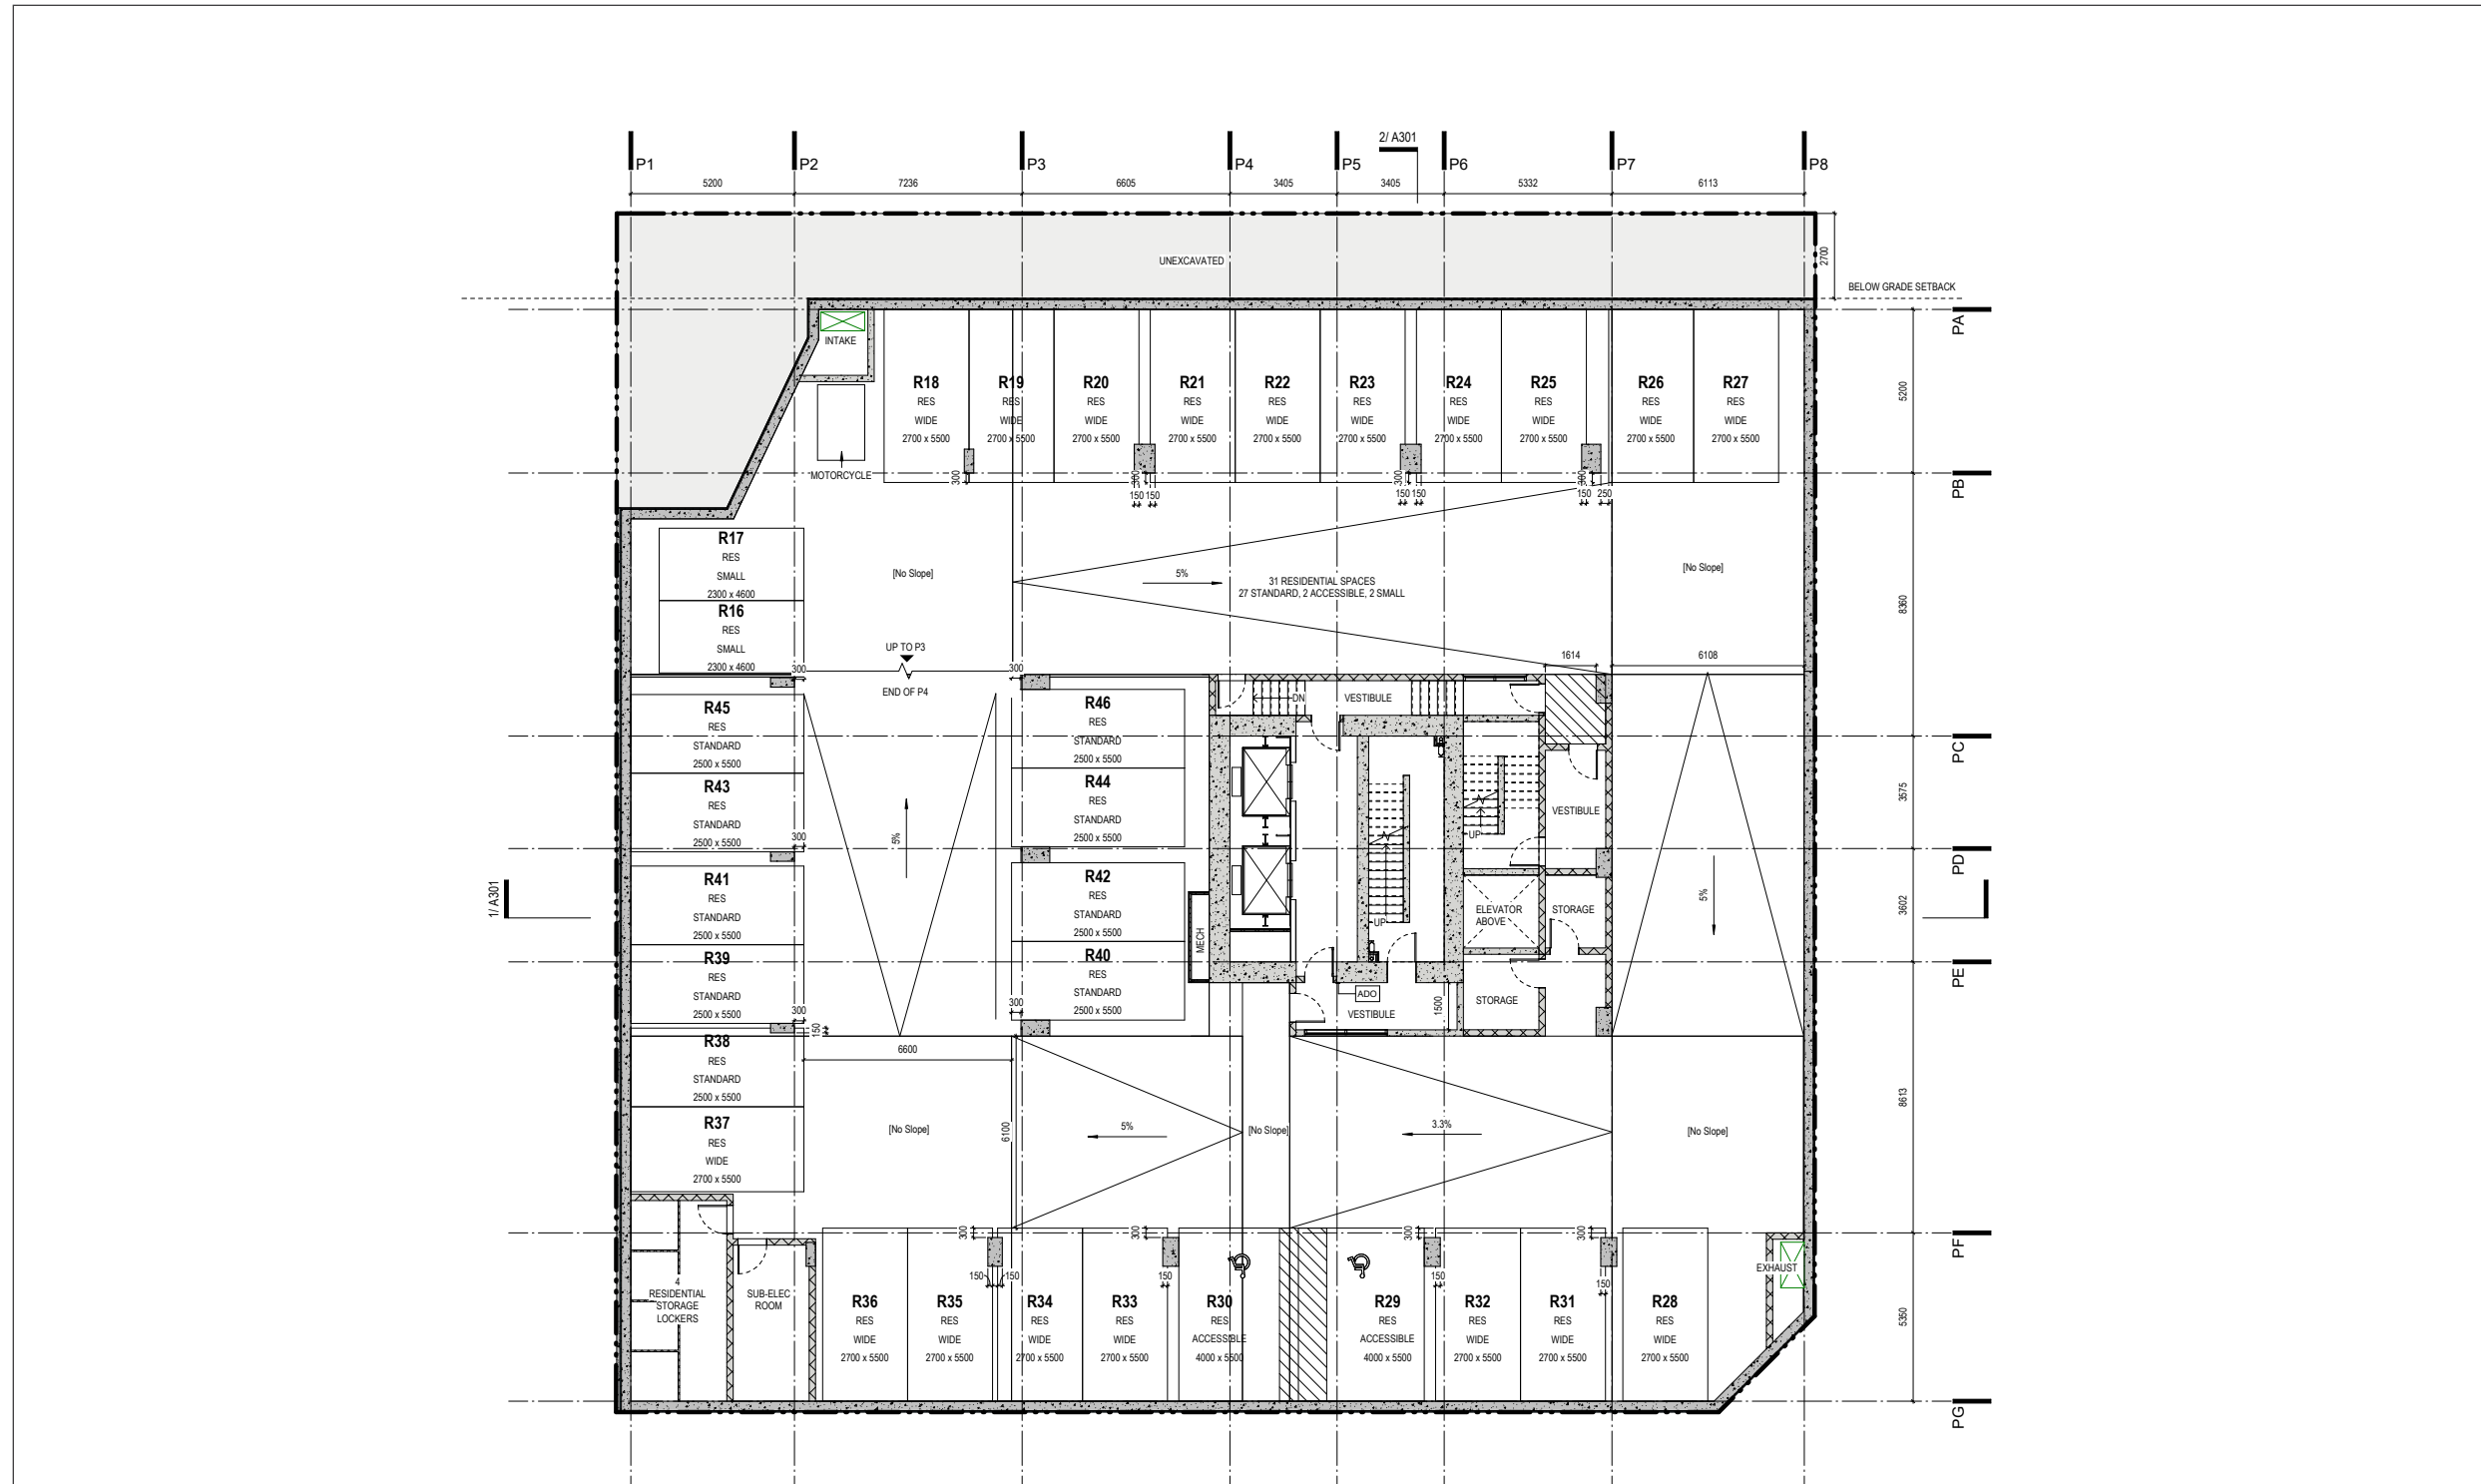 2/ A301
P1
P2
P3
P4
P5
P6
P7
P8
5200
7236
6605
3405
3405
5332
6113
UNEXCAVATED
2700
BELOW GRADE SETBACK
PA
INTAKE
MOTORCYCLE
R18
RES
WIDE
2700 x 5500
R19
RES
WIDE
2700 x 5500
R20
RES
WIDE
2700 x 5500
R21
RES
WIDE
2700 x 5500
R22
RES
WIDE
2700 x 5500
R23
RES
WIDE
2700 x 5500
R24
RES
WIDE
2700 x 5500
R25
RES
WIDE
2700 x 5500
R26
RES
WIDE
2700 x 5500
R27
RES
WIDE
2700 x 5500
5200
300
300
300
300
150
150
150
150
150
250
PB
R17
RES
SMALL
2300 x 4600
R16
RES
SMALL
2300 x 4600
[No Slope]
5%
31 RESIDENTIAL SPACES
27 STANDARD, 2 ACCESSIBLE, 2 SMALL
[No Slope]
8360
UP TO P3
END OF P4
300
300
1614
6108
R45
RES
STANDARD
2500 x 5500
R43
RES
STANDARD
2500 x 5500
300
R41
RES
STANDARD
2500 x 5500
R39
RES
STANDARD
2500 x 5500
300
150
R38
RES
STANDARD
2500 x 5500
R37
RES
WIDE
2700 x 5500
5%
R46
RES
STANDARD
2500 x 5500
R44
RES
STANDARD
2500 x 5500
R42
RES
STANDARD
2500 x 5500
R40
RES
STANDARD
2500 x 5500
300
MECH
DN
VESTIBULE
UP
UP
VESTIBULE
ELEVATOR
ABOVE
STORAGE
STORAGE
ADO
VESTIBULE
1500
5%
PC
3575
PD
3602
PE
1/ A301
6600
6100
[No Slope]
5%
[No Slope]
3.3%
[No Slope]
8613
PF
4
RESIDENTIAL
STORAGE
LOCKERS
SUB-ELEC
ROOM
300
300
300
300
150
150
150
150
150
R36
RES
WIDE
2700 x 5500
R35
RES
WIDE
2700 x 5500
R34
RES
WIDE
2700 x 5500
R33
RES
WIDE
2700 x 5500
R30
RES
ACCESSIBLE
4000 x 5500
R29
RES
ACCESSIBLE
4000 x 5500
R32
RES
WIDE
2700 x 5500
R31
RES
WIDE
2700 x 5500
R28
RES
WIDE
2700 x 5500
EXHAUST
5350
PG